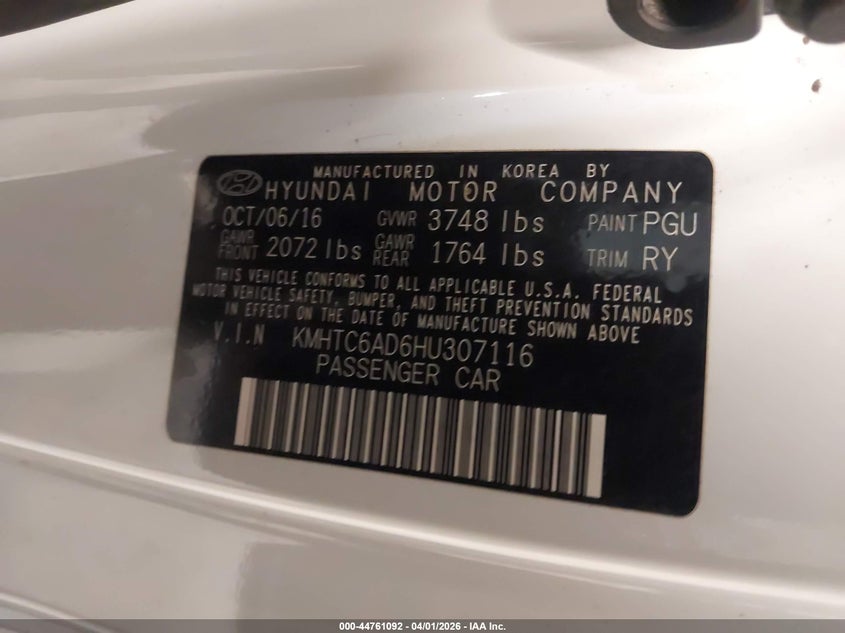 MANUFACTURED IN KOREA BY
HYUNDAI MOTOR COMPANY
OCT/06/16 GVWR 3748 lbs PAINT PGU
GAWR FRONT 2072 lbs GAWR REAR 1764 lbs TRIM RY
THIS VEHICLE CONFORMS TO ALL APPLICABLE U.S.A. FEDERAL
MOTOR VEHICLE SAFETY, BUMPER, AND THEFT PREVENTION STANDARDS
IN EFFECT ON THE DATE OF MANUFACTURE SHOWN ABOVE
V.I.N KMHTC6AD6HU307116
PASSENGER CAR
000-44761092 - 04/01/2026 - IAA Inc.